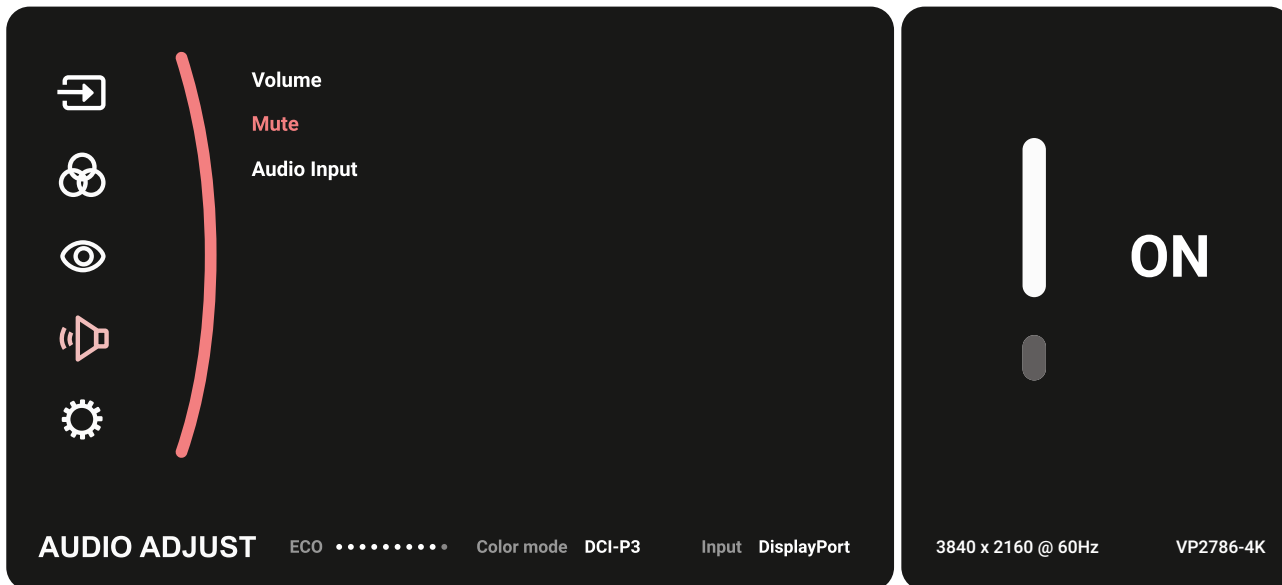 Volume
Mute
Audio Input
ON
AUDIO ADJUST
ECO
Color mode DCI-P3
Input DisplayPort
3840 x 2160 @ 60Hz
VP2786-4K